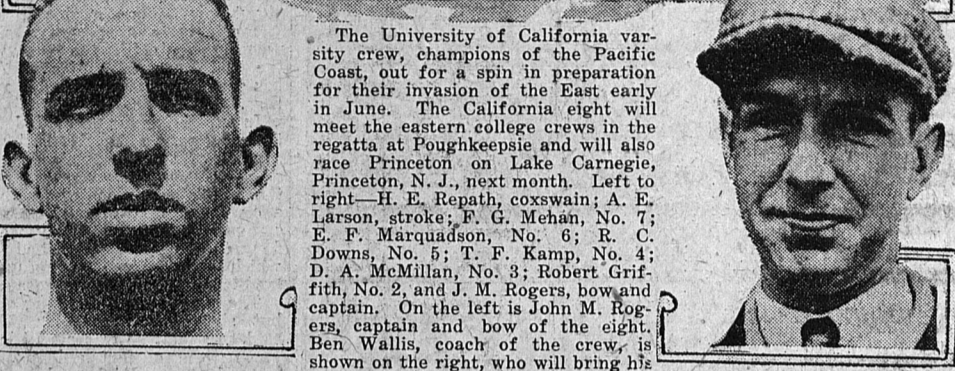 The University of California var-
sity crew, champions of the Pacific
Coast, out for a spin in preparation
for their invasion of the East early
in June. The California eight will
meet the eastern college crews in the
regatta at Poughkeepsie and will also
race Princeton on Lake Carnegie,
Princeton, N. J., next month. Left to
right—H. E. Repath, coxswain; A. E.
Larson, stroke; F. G. Mehan, No. 7;
E. F. Marquadson, No. 6; R. C.
Downs, No. 5; T. F. Kamp, No. 4;
D. A. McMillan, No. 3; Robert Grif-
fith, No. 2, and J. M. Rogers, bow and
captain. On the left is John M. Rog-
ers, captain and bow of the eight.
Ben Wallis, coach of the crew, is
shown on the right, who will bring his